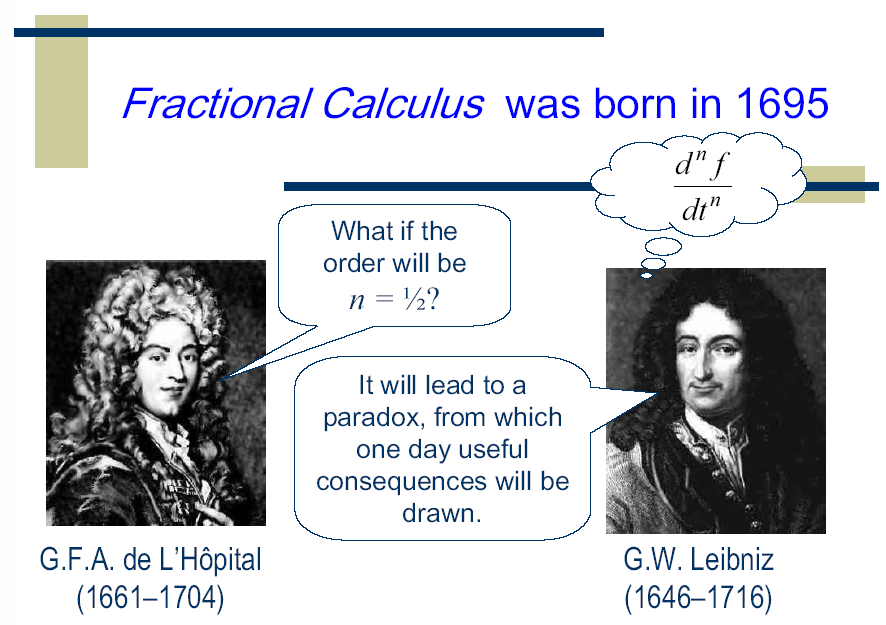 Fractional Calculus was born in 1695
dⁿ f
dtⁿ
What if the
order will be
n = ½?
It will lead to a
paradox, from which
one day useful
consequences will be
drawn.
G.F.A. de L’Hôpital
(1661–1704)
G.W. Leibniz
(1646–1716)